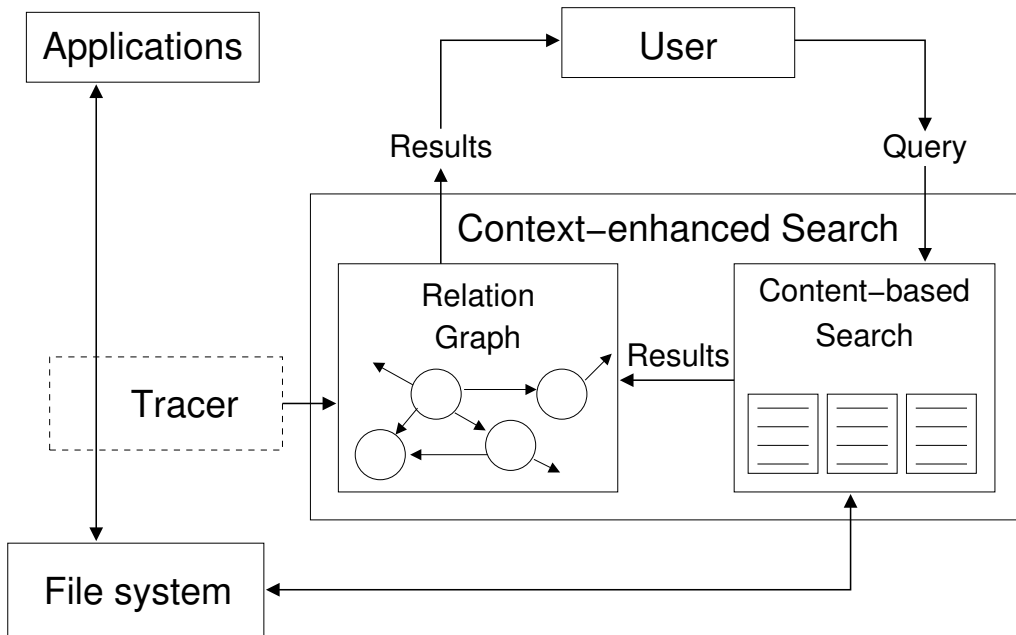 Applications
User
Results
Query
Context−enhanced Search
Relation
Graph
Content−based
Search
Results
Tracer
File system